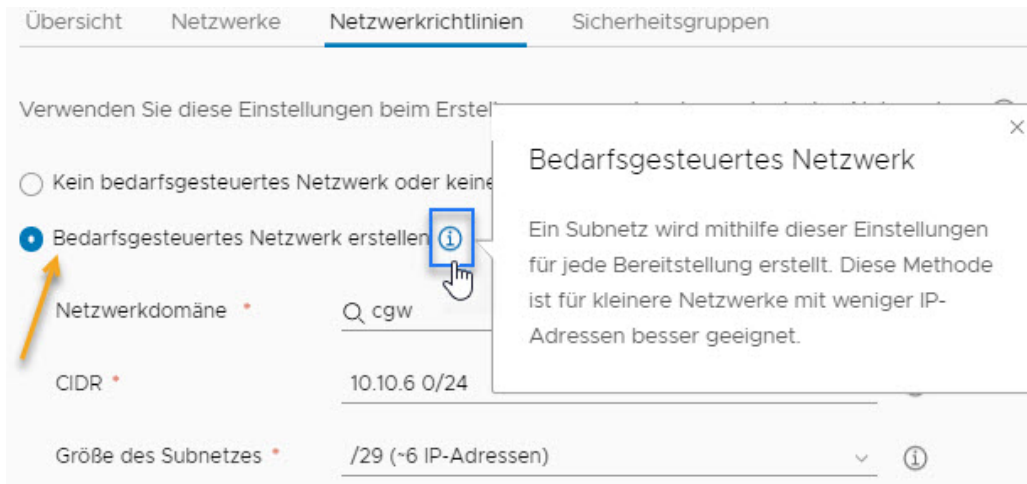 Übersicht Netzwerke Netzwerkrichtlinien Sicherheitsgruppen
Verwenden Sie diese Einstellungen beim Erstel
Kein bedarfsgesteuertes Netzwerk oder keine
Bedarfsgesteuertes Netzwerk erstellen
Bedarfsgesteuertes Netzwerk
Ein Subnetz wird mithilfe dieser Einstellungen
für jede Bereitstellung erstellt. Diese Methode
ist für kleinere Netzwerke mit weniger IP-
Adressen besser geeignet.
Netzwerkdomäne *
cgw
CIDR *
10.10.6 0/24
Größe des Subnetzes *
/29 (~6 IP-Adressen)